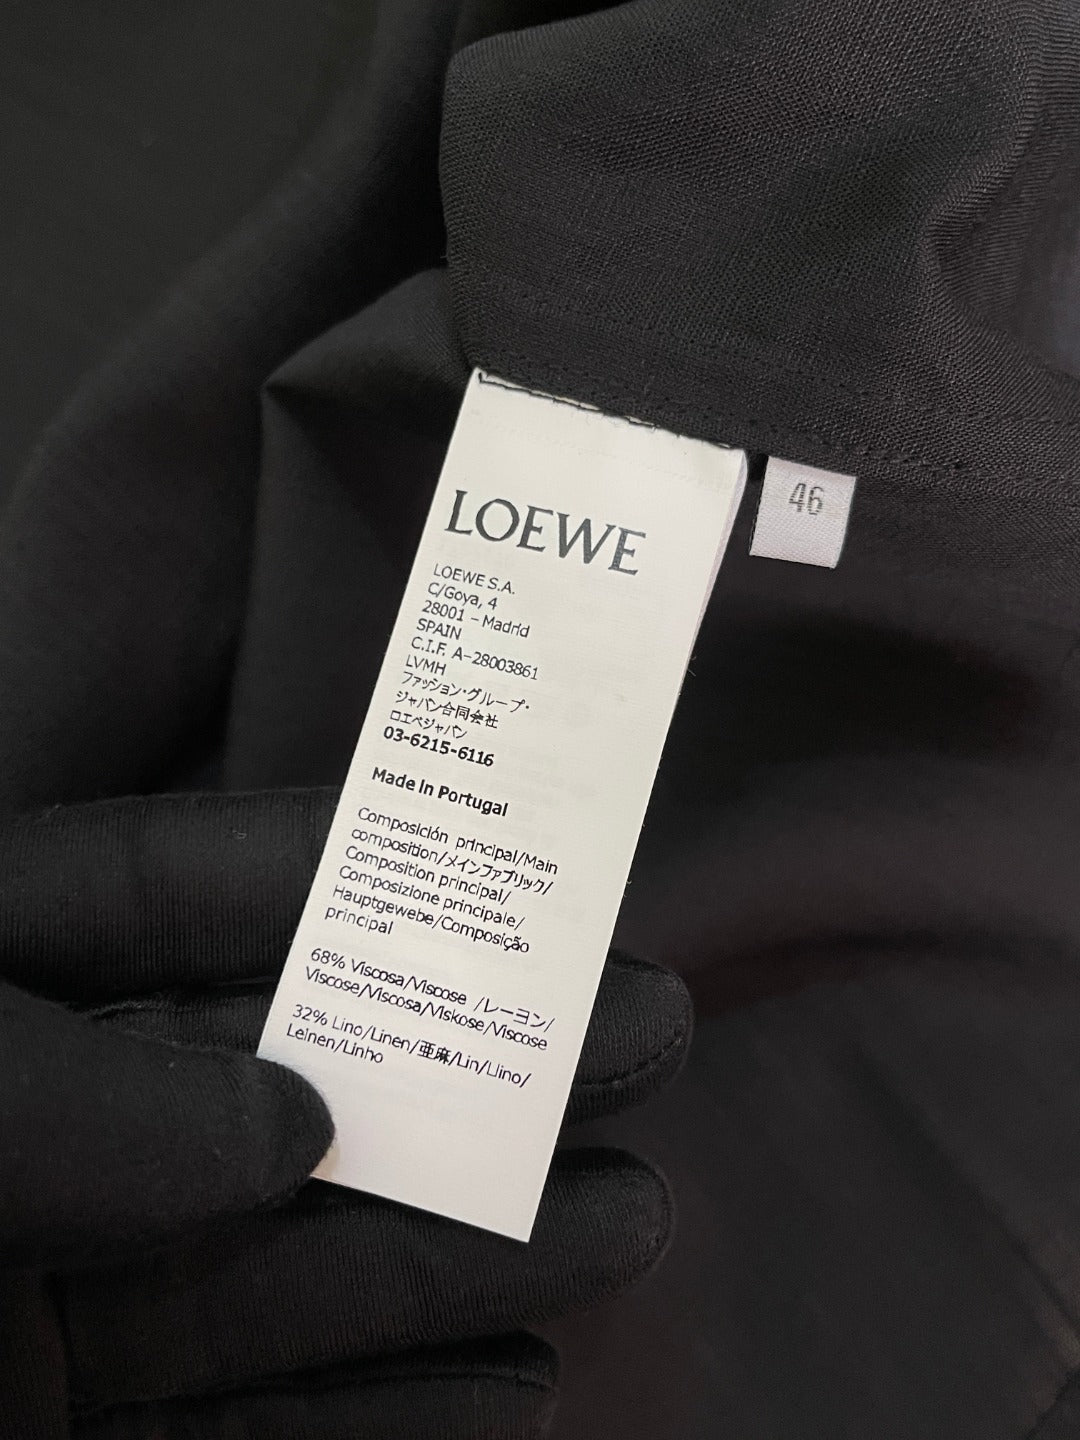 LOEWE
46
LOEWE S.A.
C/Goya, 4
28001 - Madrid
SPAIN
C.I.F. A-28003861
LVMH
ファッション・グループ・
ジャパン合同会社
ロエベジャパン
03-6215-6116
Made in Portugal
Composición principal/Main
composition/メインファブリック/
Composition principal/
Composizione principale/
Hauptgewebe/Composição
principal
68% Viscosa/Viscose /レーヨン/
Viscose/Viscosa/Viskose/Viscose
32% Lino/Linen/亜麻/Lin/Llino/
Leinen/Linho